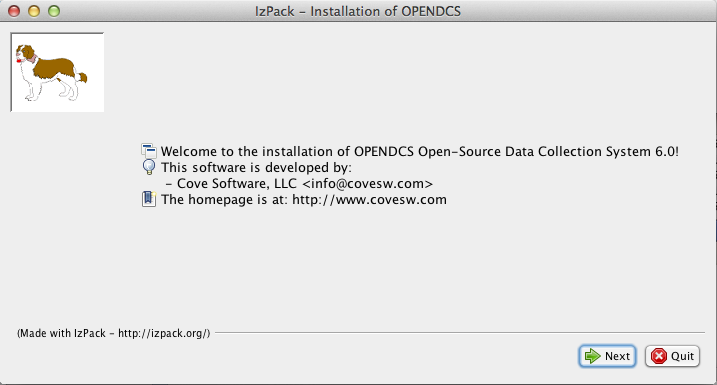 IzPack - Installation of OPENDCS
Welcome to the installation of OPENDCS Open-Source Data Collection System 6.0!
This software is developed by:
- Cove Software, LLC <info@covesw.com>
The homepage is at: http://www.covesw.com
(Made with IzPack - http://izpack.org/)
Next
Quit